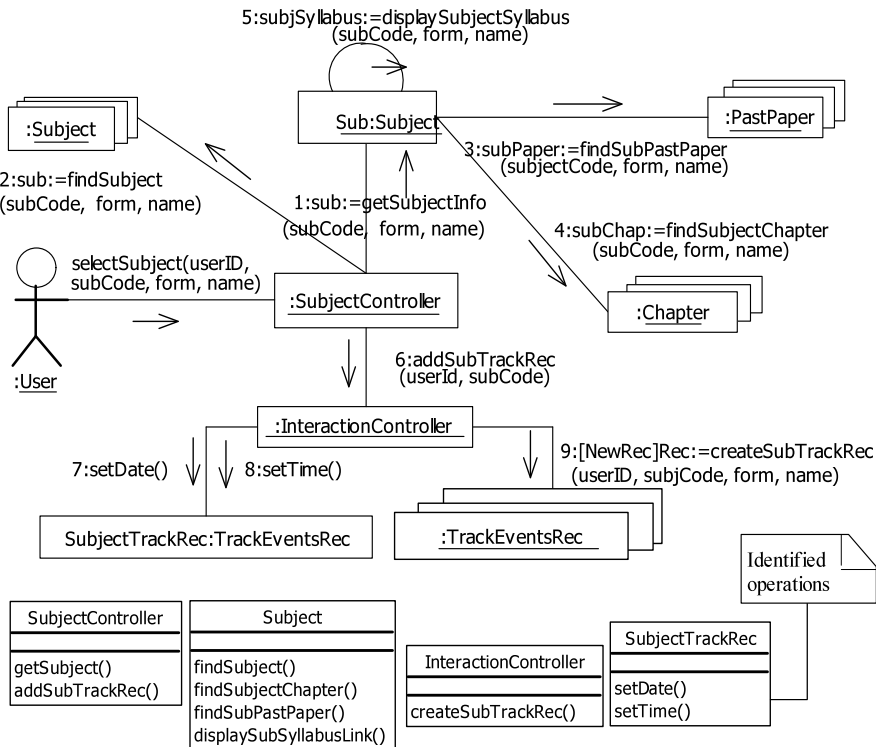 5:subjSyllabus:=displaySubjectSyllabus
(subCode, form, name)
:Subject
Sub:Subject
:PastPaper
3:subPaper:=findSubPastPaper
(subjectCode, form, name)
2:sub:=findSubject
(subCode, form, name)
1:sub:=getSubjectInfo
(subCode, form, name)
4:subChap:=findSubjectChapter
(subCode, form, name)
selectSubject(userID,
subCode, form, name)
:SubjectController
:Chapter
:User
6:addSubTrackRec
(userId, subCode)
:InteractionController
7:setDate()
8:setTime()
9:[NewRec]Rec:=createSubTrackRec
(userID, subjCode, form, name)
SubjectTrackRec:TrackEventsRec
:TrackEventsRec
Identified
operations
SubjectController
getSubject()
addSubTrackRec()
Subject
findSubject()
findSubjectChapter()
findSubPastPaper()
displaySubSyllabusLink()
InteractionController
createSubTrackRec()
SubjectTrackRec
setDate()
setTime()